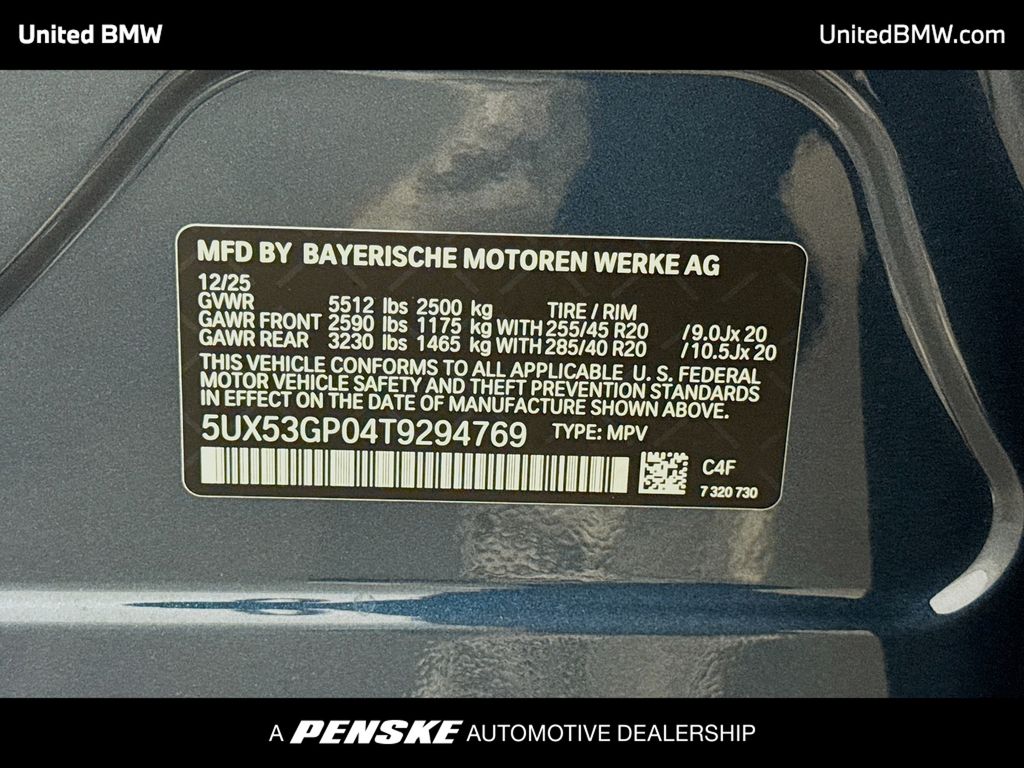 United BMW
UnitedBMW.com
MFD BY BAYERISCHE MOTOREN WERKE AG
12/25
GVWR 5512 lbs 2500 kg TIRE / RIM
GAWR FRONT 2590 lbs 1175 kg WITH 255/45 R20 /9.0Jx 20
GAWR REAR 3230 lbs 1465 kg WITH 285/40 R20 /10.5Jx 20
THIS VEHICLE CONFORMS TO ALL APPLICABLE U. S. FEDERAL
MOTOR VEHICLE SAFETY AND THEFT PREVENTION STANDARDS
IN EFFECT ON THE DATE OF MANUFACTURE SHOWN ABOVE.
5UX53GP04T9294769 TYPE: MPV
C4F
7 320 730
A PENSKE AUTOMOTIVE DEALERSHIP